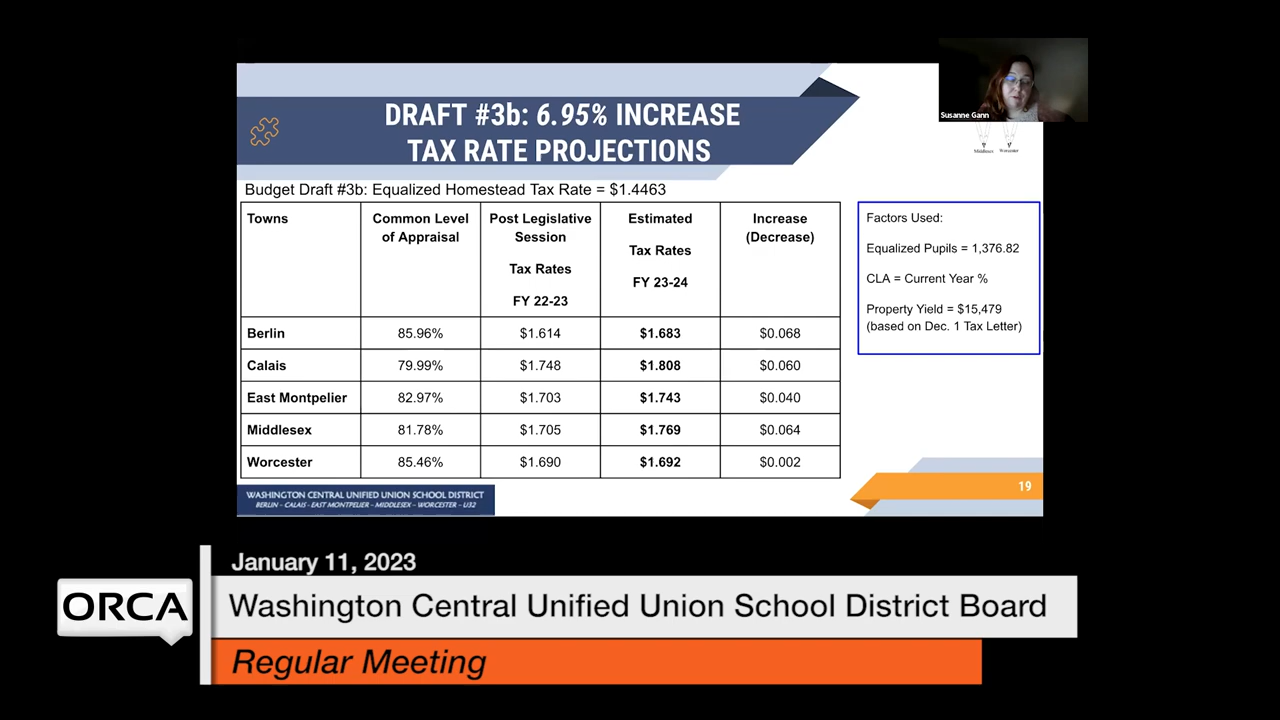 DRAFT #3b: 6.95% INCREASE
TAX RATE PROJECTIONS
Susanne Gann
Middlesex Worcester
Budget Draft #3b: Equalized Homestead Tax Rate = $1.4463
Towns
Common Level
of Appraisal
Post Legislative
Session
Tax Rates
FY 22-23
Estimated
Tax Rates
FY 23-24
Increase
(Decrease)
Berlin 85.96% $1.614 $1.683 $0.068
Calais 79.99% $1.748 $1.808 $0.060
East Montpelier 82.97% $1.703 $1.743 $0.040
Middlesex 81.78% $1.705 $1.769 $0.064
Worcester 85.46% $1.690 $1.692 $0.002
Factors Used:
Equalized Pupils = 1,376.82
CLA = Current Year %
Property Yield = $15,479
(based on Dec. 1 Tax Letter)
WASHINGTON CENTRAL UNIFIED UNION SCHOOL DISTRICT
BERLIN - CALAIS - EAST MONTPELIER - MIDDLESEX - WORCESTER - U32
19
January 11, 2023
ORCA
Washington Central Unified Union School District Board
Regular Meeting